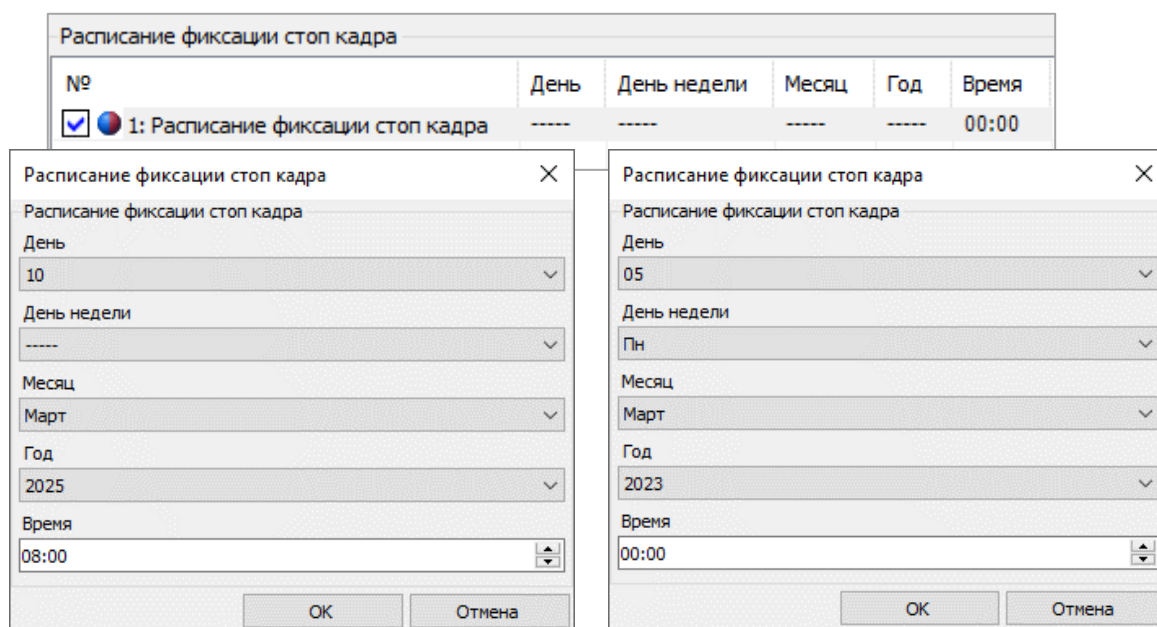 Расписание фиксации стоп кадра
№ День День недели Месяц Год Время
1: Расписание фиксации стоп кадра ----- ----- ----- ----- 00:00
Расписание фиксации стоп кадра
Расписание фиксации стоп кадра
День
10
День недели
-----
Месяц
Март
Год
2025
Время
08:00
OK Отмена
Расписание фиксации стоп кадра
Расписание фиксации стоп кадра
День
05
День недели
Пн
Месяц
Март
Год
2023
Время
00:00
OK Отмена